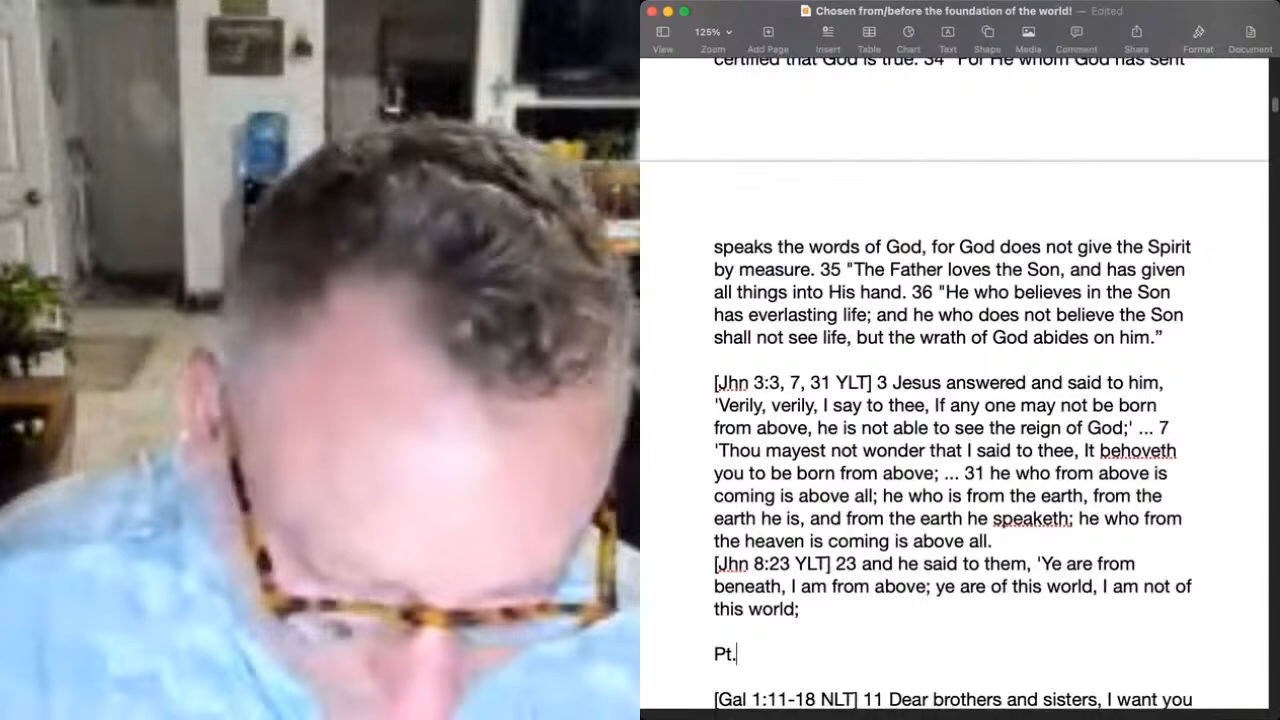 Chosen from/before the foundation of the world! — Edited
125%
View Zoom Add Page Insert Table Chart Text Shape Media Comment Share Format Document
certified that God is true. 34 "For He whom God has sent
speaks the words of God, for God does not give the Spirit
by measure. 35 "The Father loves the Son, and has given
all things into His hand. 36 "He who believes in the Son
has everlasting life; and he who does not believe the Son
shall not see life, but the wrath of God abides on him.”
[Jhn 3:3, 7, 31 YLT] 3 Jesus answered and said to him,
'Verily, verily, I say to thee, If any one may not be born
from above, he is not able to see the reign of God;' ... 7
'Thou mayest not wonder that I said to thee, It behoveth
you to be born from above; ... 31 he who from above is
coming is above all; he who is from the earth, from the
earth he is, and from the earth he speaketh; he who from
the heaven is coming is above all.
[Jhn 8:23 YLT] 23 and he said to them, 'Ye are from
beneath, I am from above; ye are of this world, I am not of
this world;
Pt.
[Gal 1:11-18 NLT] 11 Dear brothers and sisters, I want you